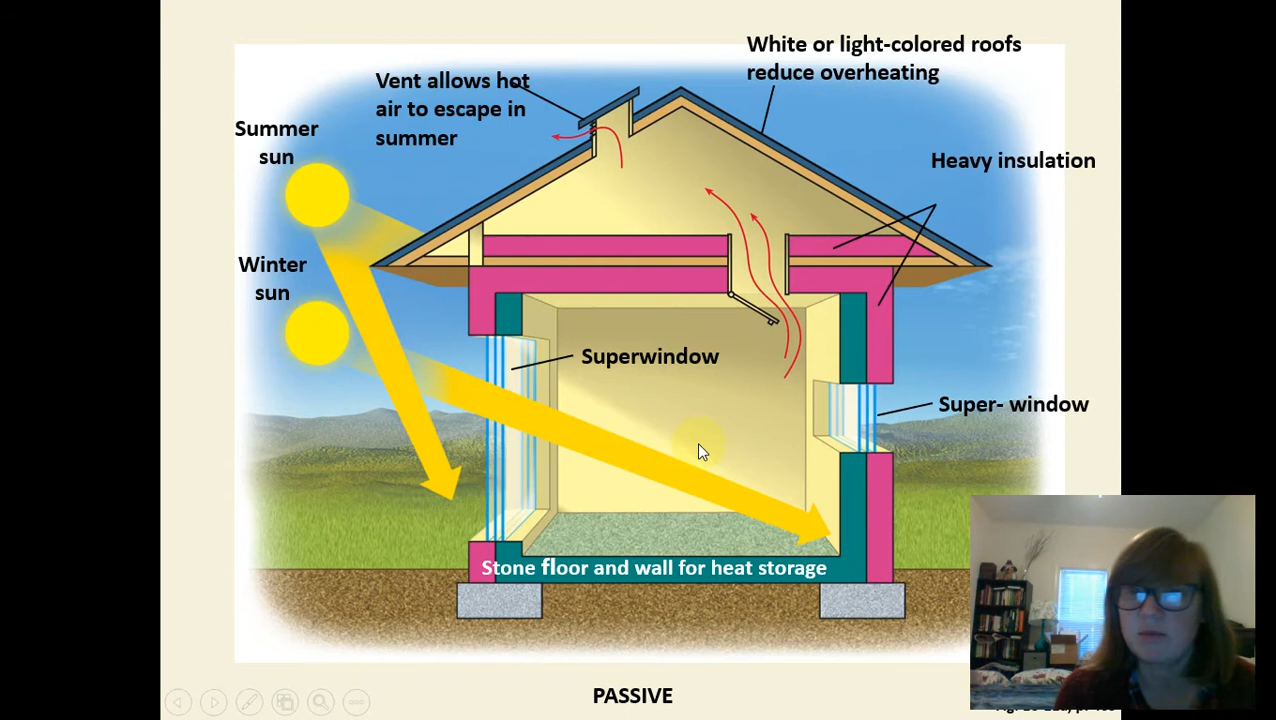 White or light-colored roofs
reduce overheating
Vent allows hot
air to escape in
summer
Summer
sun
Heavy insulation
Winter
sun
Superwindow
Super- window
Stone floor and wall for heat storage
PASSIVE